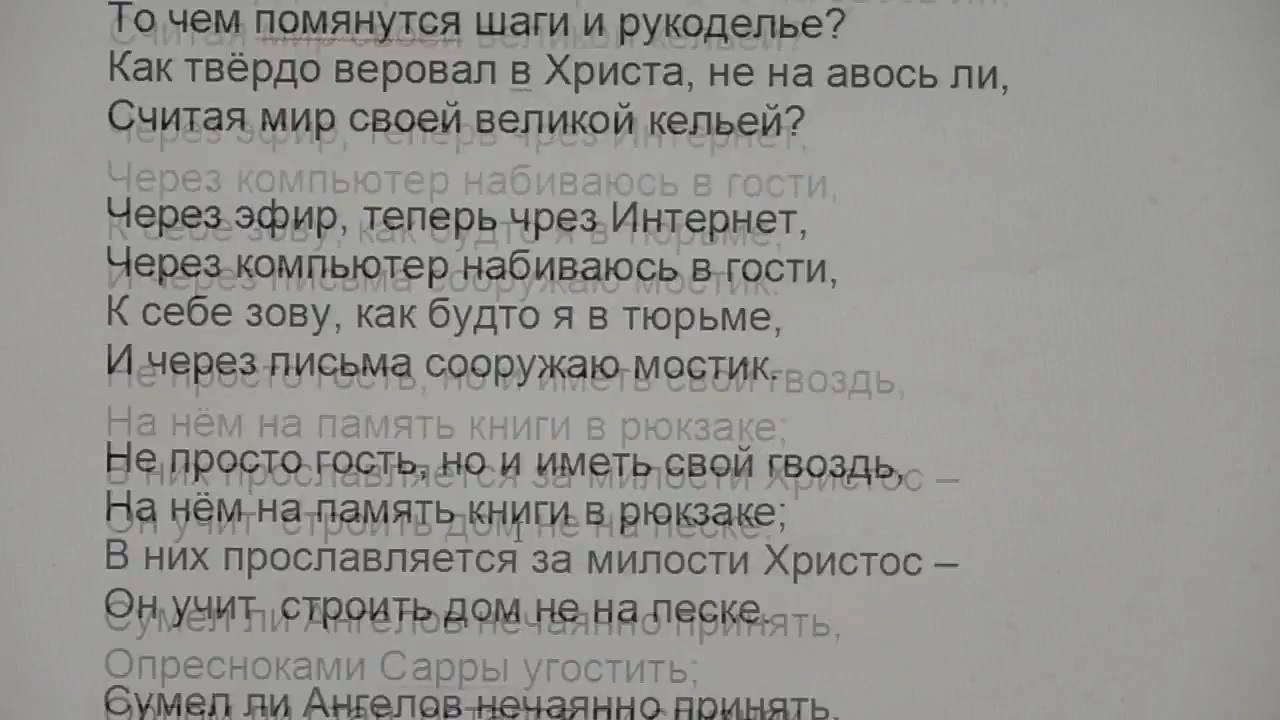 То чем помянутся шаги и рукоделье?
Как твёрдо веровал в Христа, не на авось ли,
Считая мир своей великой кельей?
Через эфир, теперь чрез Интернет,
Через компьютер набиваюсь в гости,
К себе зову, как будто я в тюрьме,
И через письма сооружаю мостик.
Не просто гость, но и иметь свой гвоздь,
На нём на память книги в рюкзаке;
В них прославляется за милости Христос –
Он учит строить дом не на песке.
Сумел ли Ангелов нечаянно принять,
Опресноками Сарры угостить;